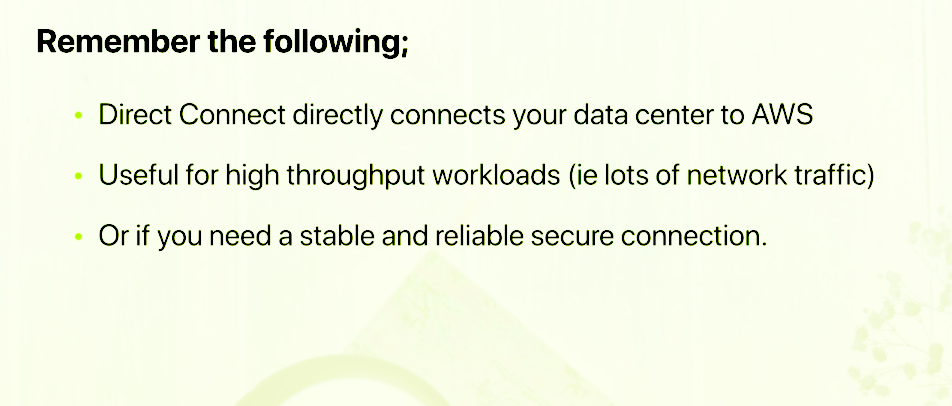 Remember the following;
• Direct Connect directly connects your data center to AWS
• Useful for high throughput workloads (ie lots of network traffic)
• Or if you need a stable and reliable secure connection.